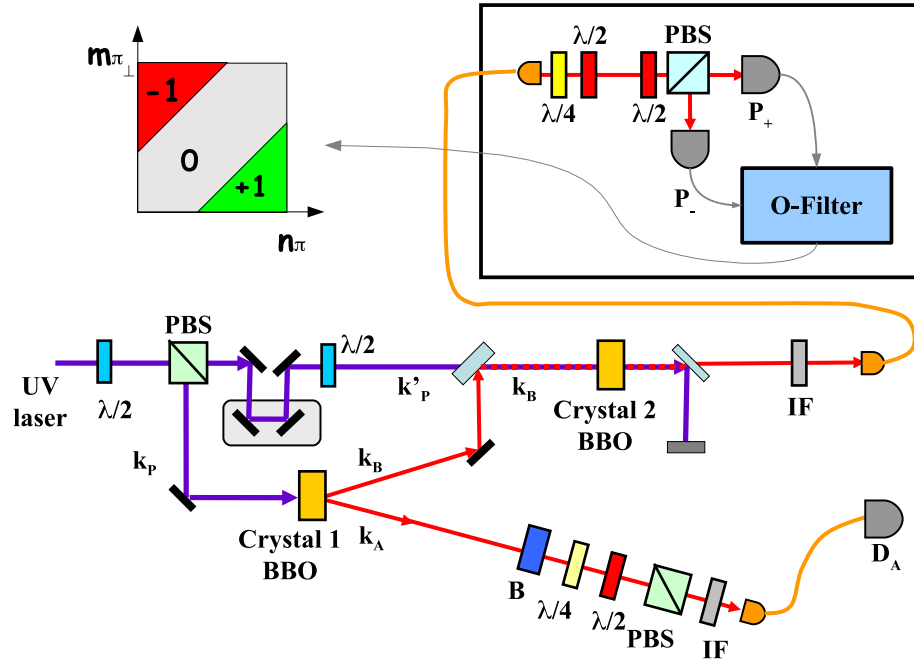 mπ⊥
-1
0
+1
nπ
λ/2
PBS
λ/4
λ/2
P+
P-
O-Filter
PBS
UV
laser
λ/2
λ/2
k'P
kB
Crystal 2
BBO
IF
kP
kB
kA
Crystal 1
BBO
DA
B
λ/4
λ/2
PBS
IF